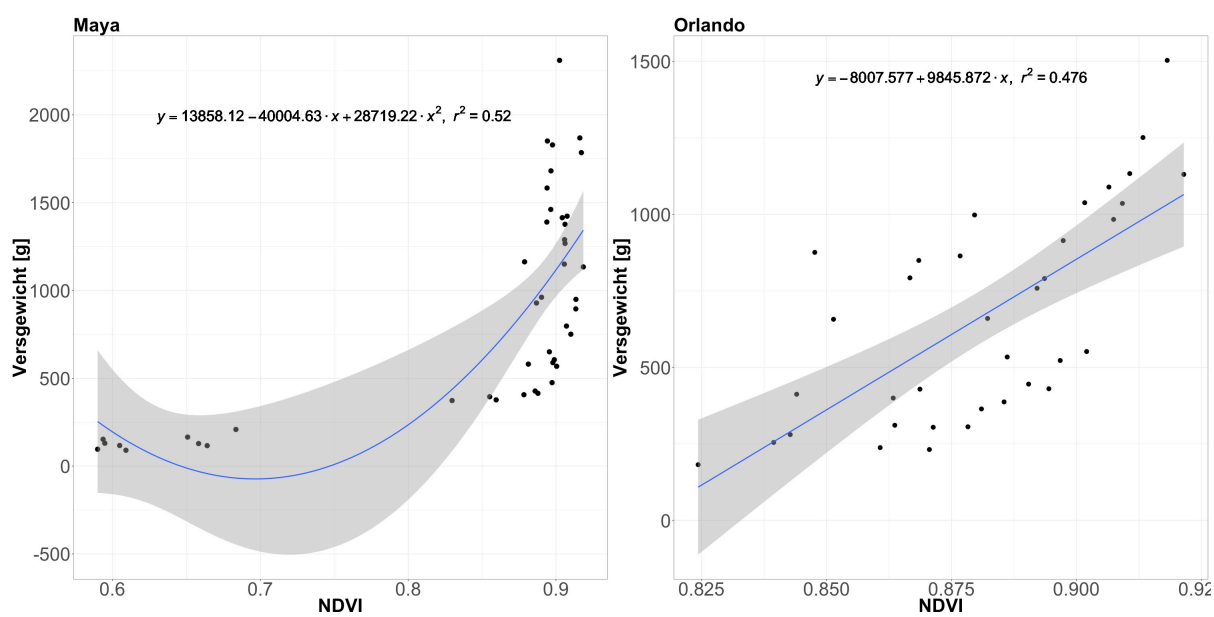 Maya
y = 13858.12 − 40004.63 · x + 28719.22 · x², r² = 0.52
Versgewicht [g]
2000
1500
1000
500
0
-500
0.6 0.7 0.8 0.9
NDVI
Orlando
y = − 8007.577 + 9845.872 · x, r² = 0.476
Versgewicht [g]
1500
1000
500
0
0.825 0.850 0.875 0.900 0.92
NDVI